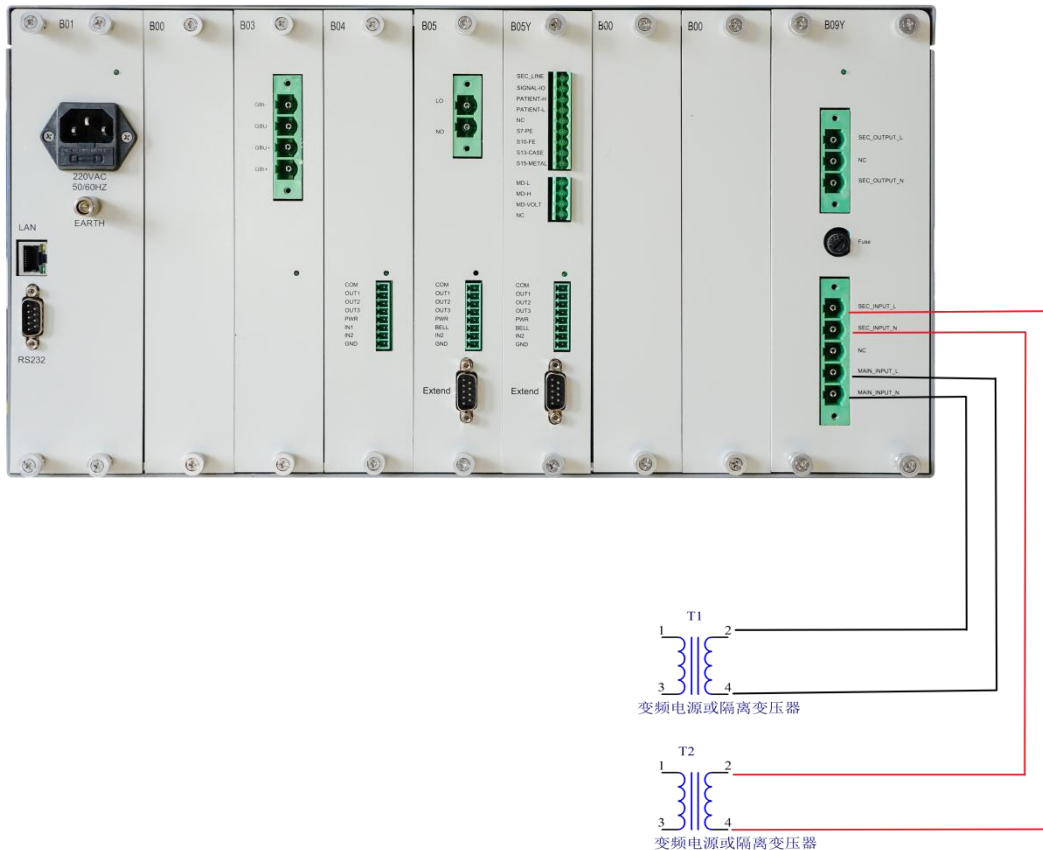 B01
B00
B03
B04
B05
B05Y
B00
B00
B09Y
220VAC
50/60HZ
EARTH
LAN
RS232
GBI-
GBU-
GBU+
GBI+
COM
OUT1
OUT2
OUT3
PWR
IN1
IN2
GND
LO
NO
COM
OUT1
OUT2
OUT3
PWR
BELL
IN2
GND
Extend
SEC_LINE
SIGNAL-IO
PATIENT-H
PATIENT-L
NC
S7-PE
S10-FE
S13-CASE
S15-METAL
MD-L
MD-H
MD-VOLT
NC
COM
OUT1
OUT2
OUT3
PWR
BELL
IN2
GND
Extend
SEC_OUTPUT_L
NC
SEC_OUTPUT_N
Fuse
SEC_INPUT_L
SEC_INPUT_N
NC
MAIN_INPUT_L
MAIN_INPUT_N
T1
1 2
3 4
变频电源或隔离变压器
T2
1 2
3 4
变频电源或隔离变压器